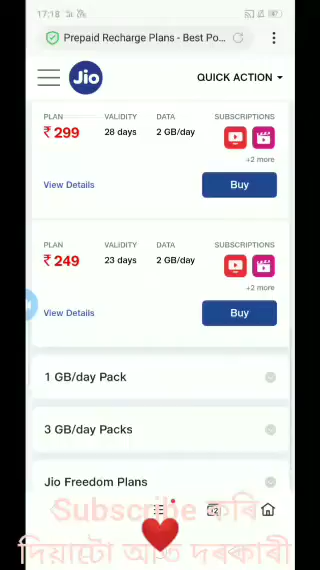 17:18
Prepaid Recharge Plans - Best Po...
Jio
QUICK ACTION
PLAN VALIDITY DATA SUBSCRIPTIONS
₹ 299 28 days 2 GB/day
+2 more
View Details Buy
PLAN VALIDITY DATA SUBSCRIPTIONS
₹ 249 23 days 2 GB/day
+2 more
View Details Buy
1 GB/day Pack
3 GB/day Packs
Jio Freedom Plans
Subscribe কৰি
দিয়াটো আতি দৰকাৰী